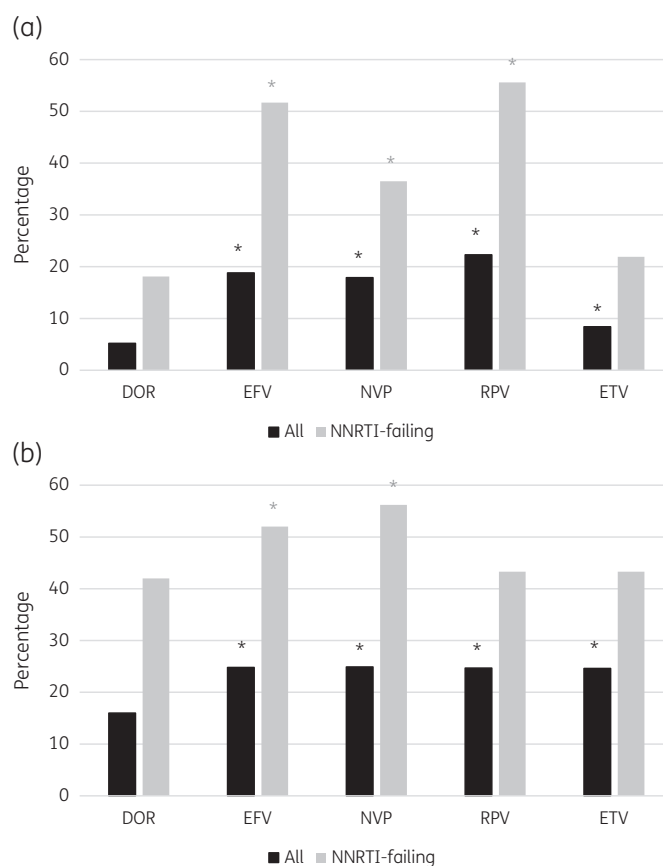 (a)
60
50
40
30
20
10
0
Percentage
* * * * * * *
DOR EFV NVP RPV ETV
All NNRTI-failing
(b)
60
50
40
30
20
10
0
Percentage
* * * * * *
DOR EFV NVP RPV ETV
All NNRTI-failing